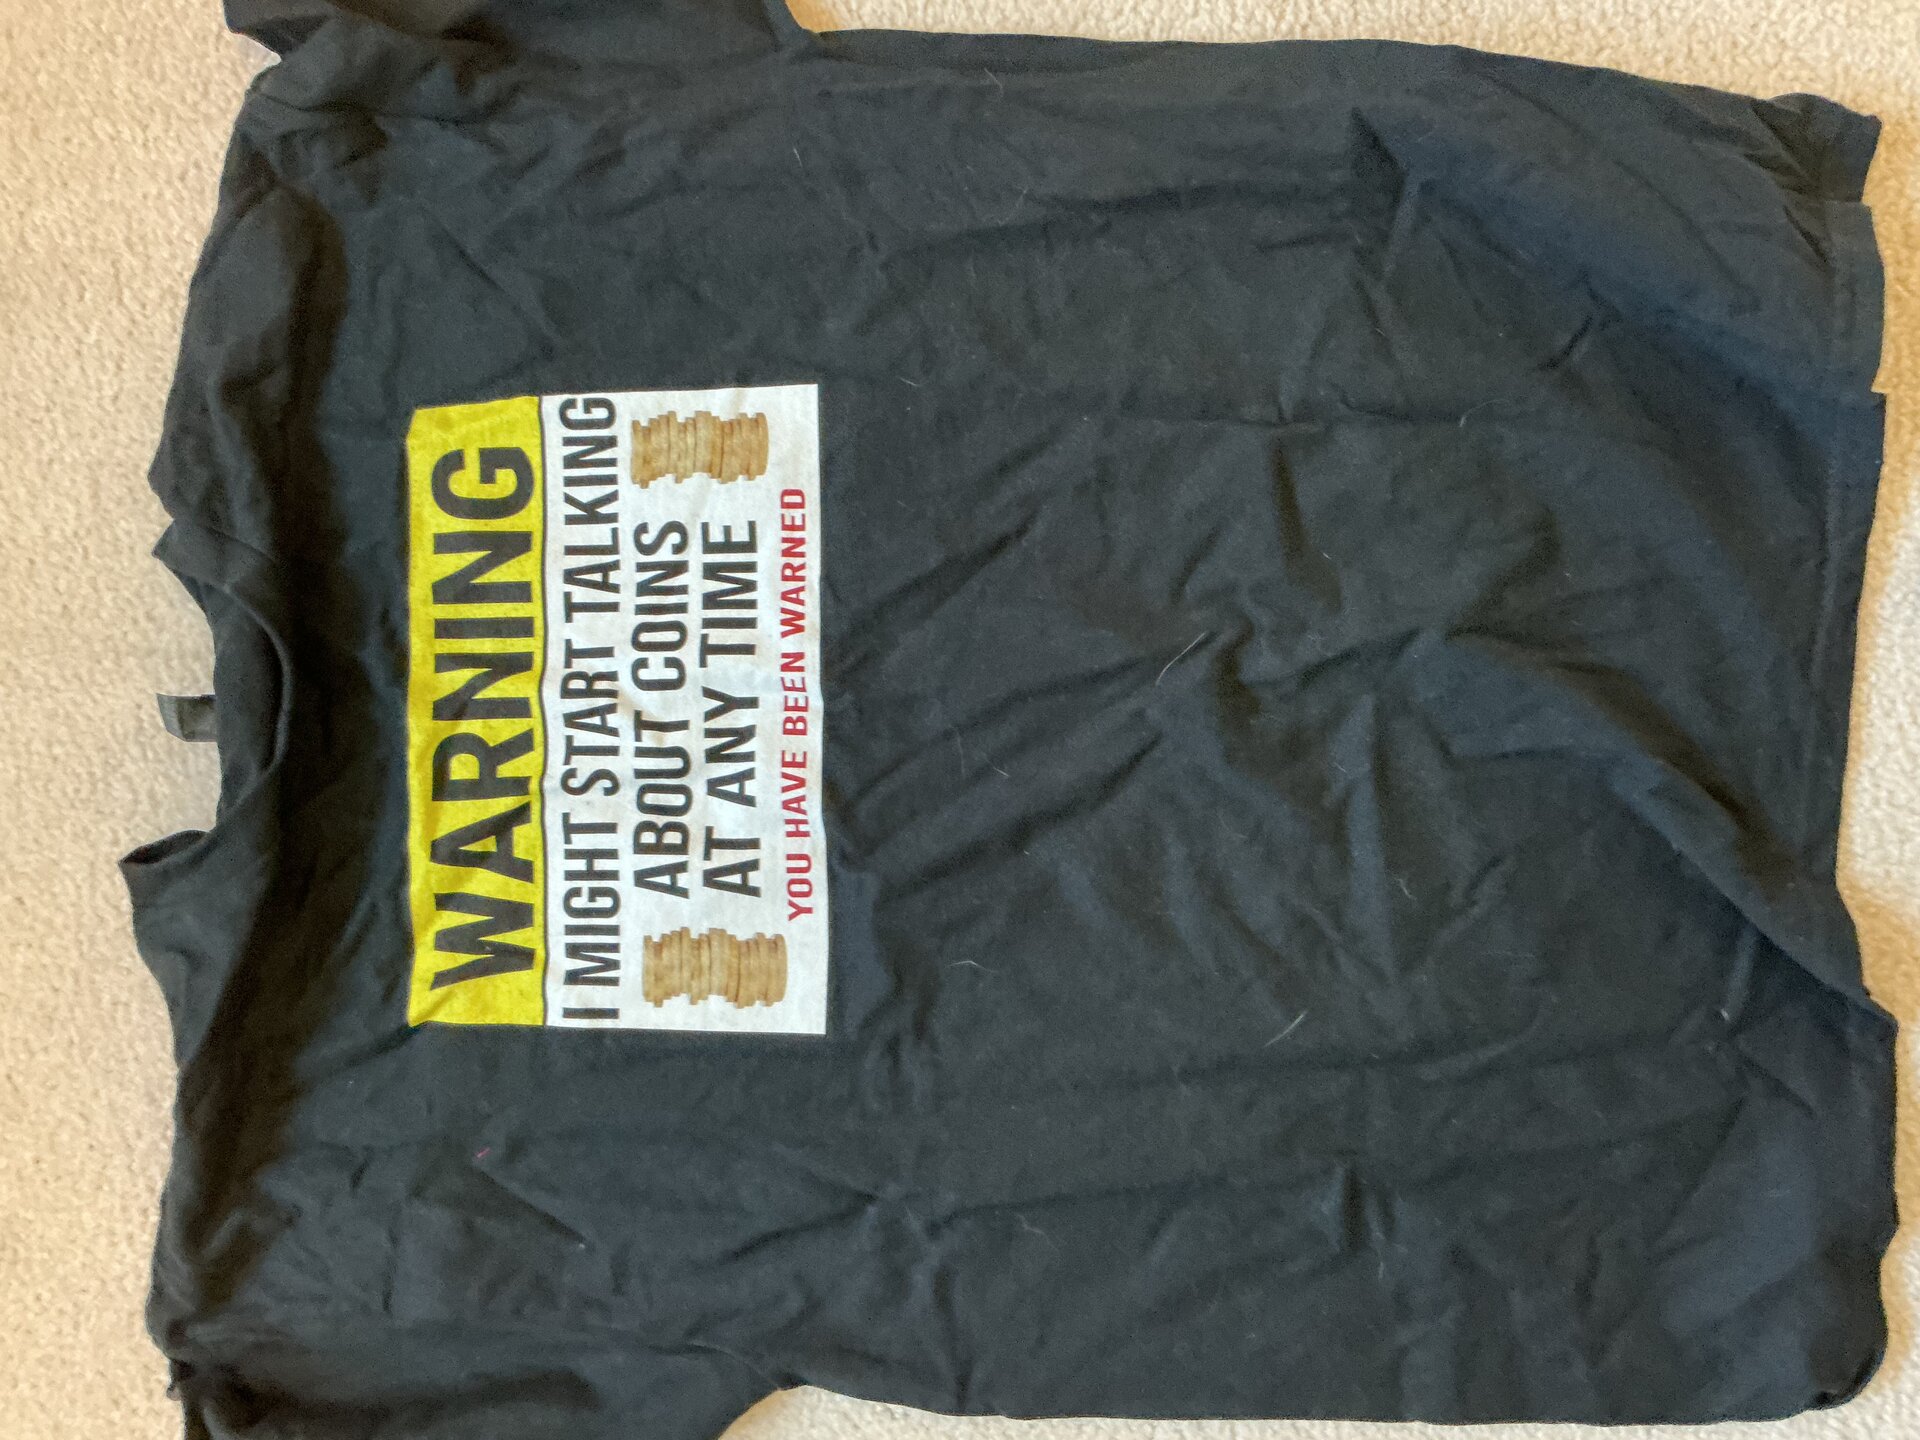 WARNING
I MIGHT START TALKING
ABOUT COINS
AT ANY TIME
YOU HAVE BEEN WARNED